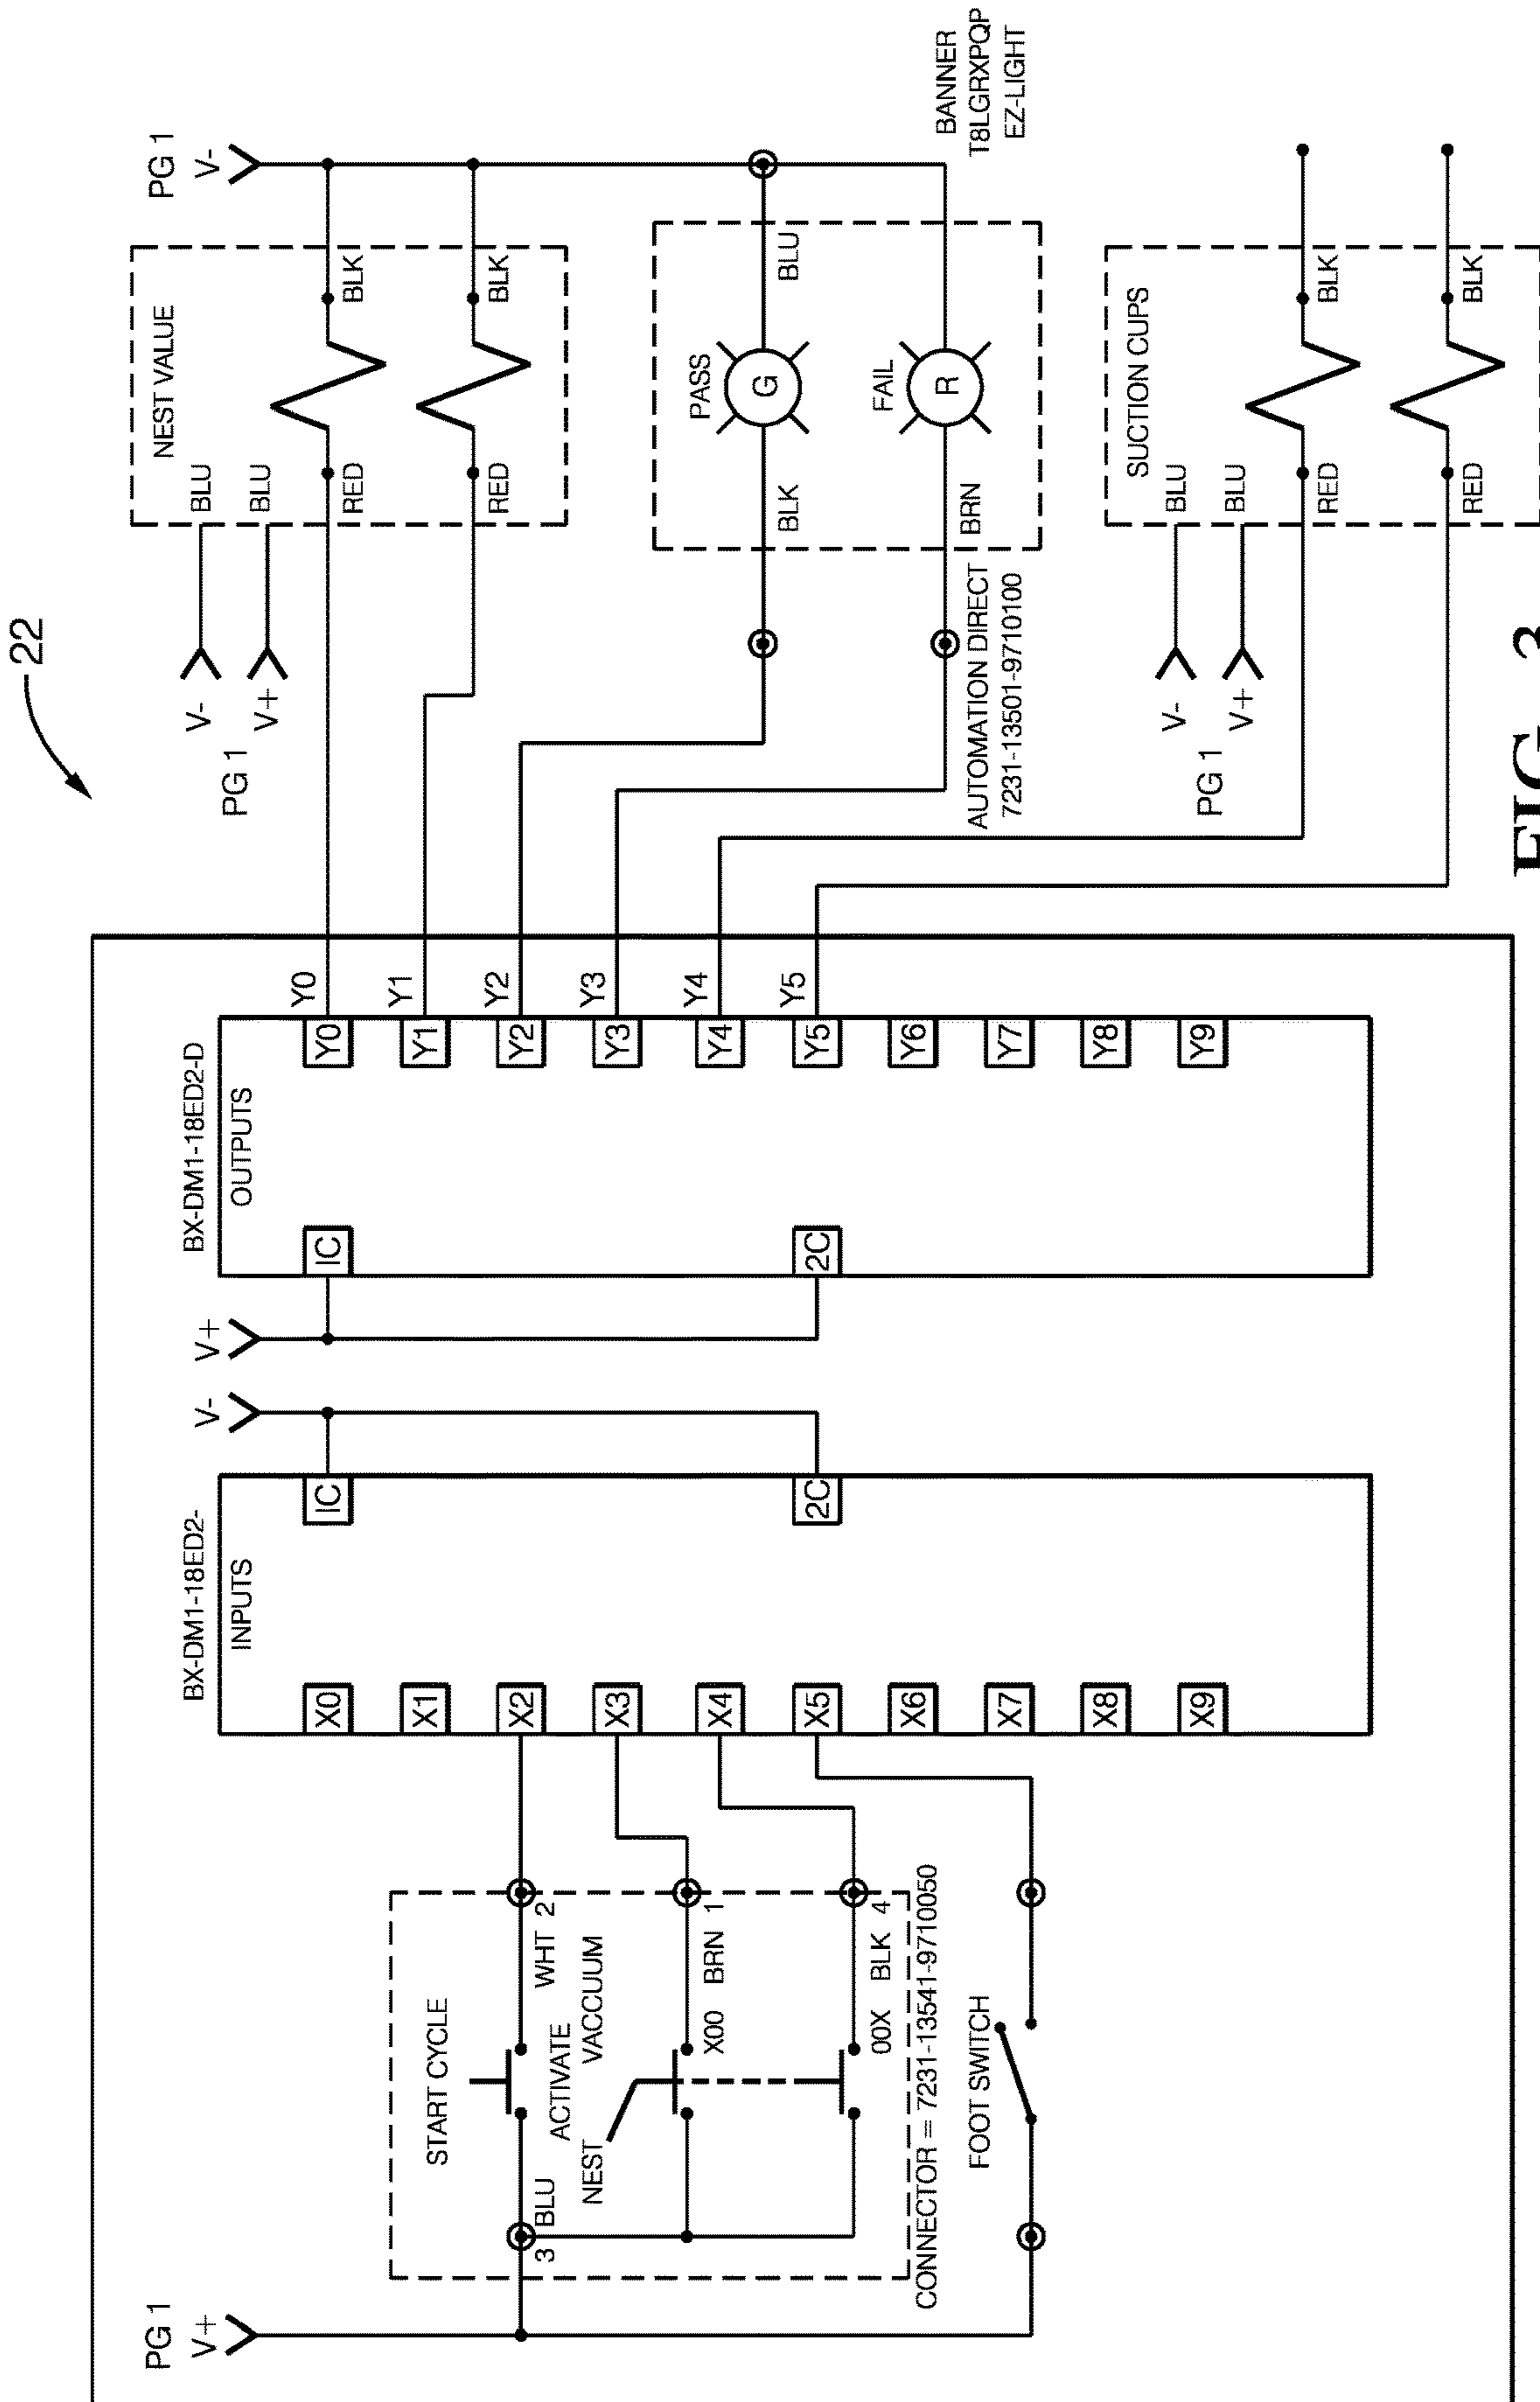 22
PG 1
V+
START CYCLE
3
BLU
WHT
2
ACTIVATE
NEST
VACCUUM
X00
BRN
1
00X
BLK
4
CONNECTOR = 7231-13541-9710050
FOOT SWITCH
BX-DM1-18ED2-
INPUTS
X0
X1
X2
X3
X4
X5
X6
X7
X8
X9
IC
2C
V-
V+
BX-DM1-18ED2-D
OUTPUTS
IC
2C
Y0
Y1
Y2
Y3
Y4
Y5
Y6
Y7
Y8
Y9
Y0
Y1
Y2
Y3
Y4
Y5
V-
PG 1
V+
BLU
BLU
NEST VALUE
RED
BLK
RED
BLK
PG 1
V-
PASS
G
BLK
BLU
FAIL
R
BRN
AUTOMATION DIRECT
7231-13501-9710100
BANNER
T8LGRXPQP
EZ-LIGHT
V-
PG 1
V+
BLU
BLU
SUCTION CUPS
RED
BLK
RED
BLK
FIG. 3